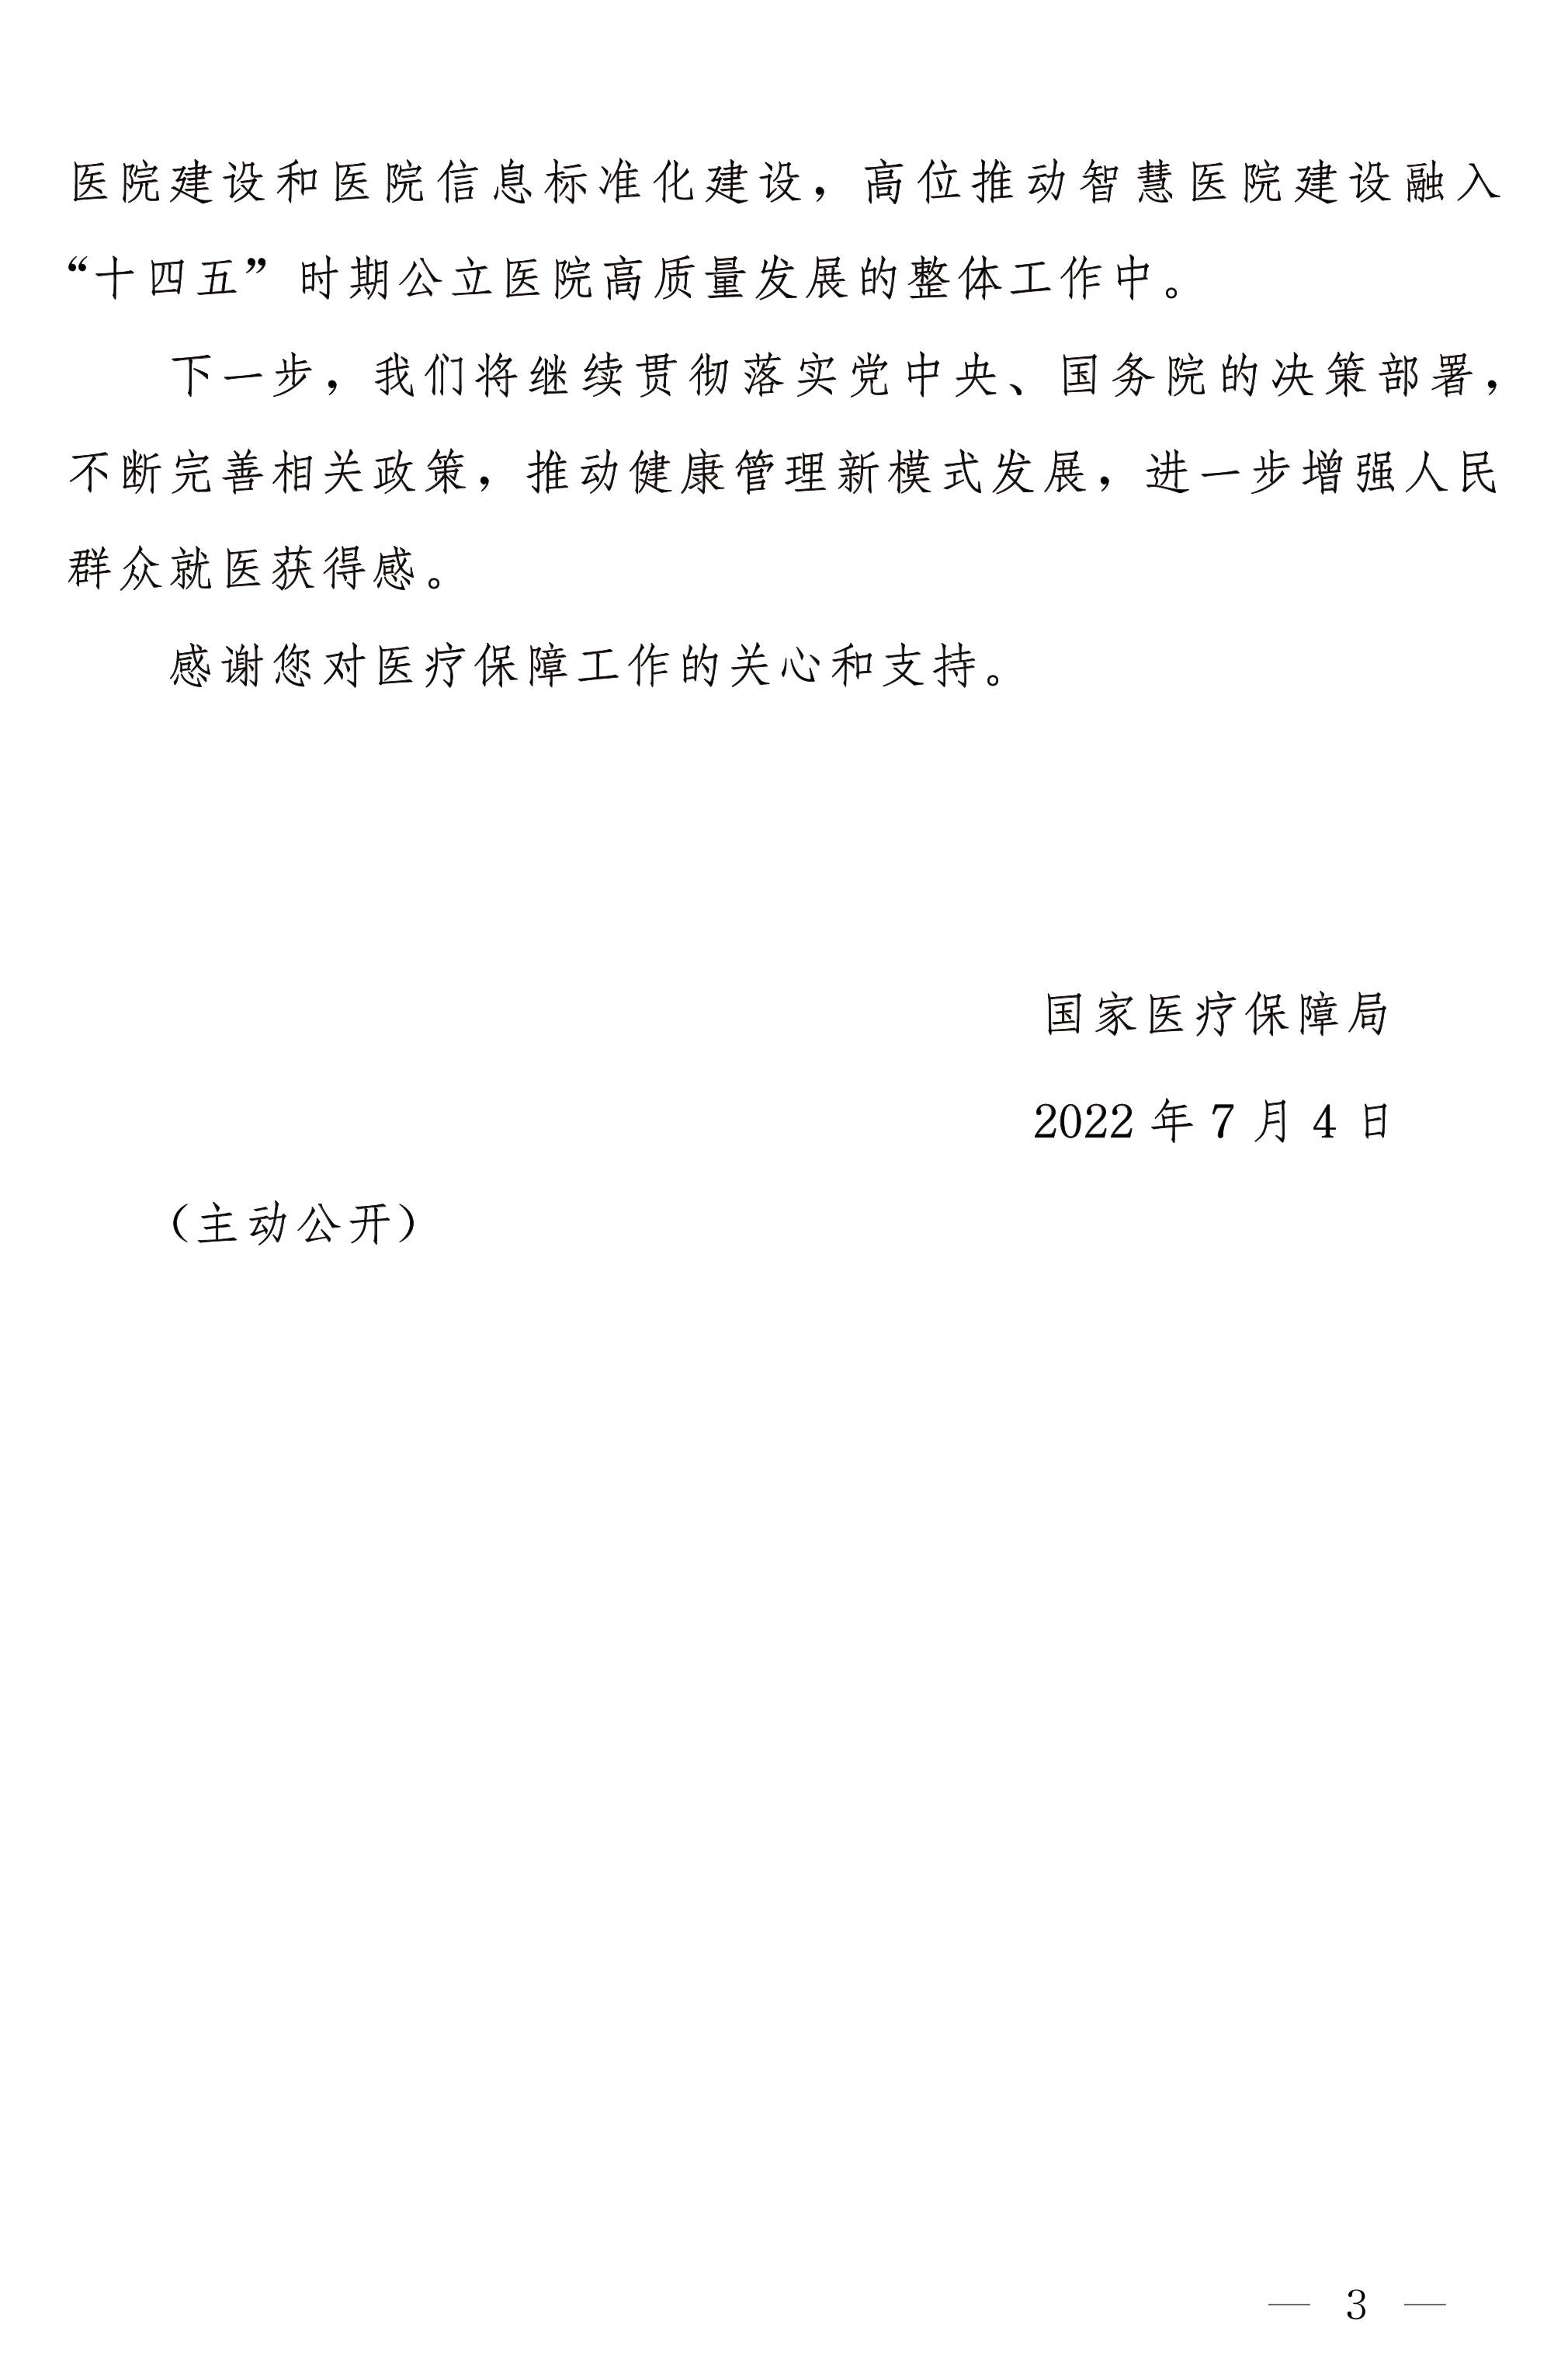 医院建设和医院信息标准化建设，高位推动智慧医院建设融入
“十四五”时期公立医院高质量发展的整体工作中。
下一步，我们将继续贯彻落实党中央、国务院的决策部署，
不断完善相关政策，推动健康管理新模式发展，进一步增强人民
群众就医获得感。
感谢您对医疗保障工作的关心和支持。
国家医疗保障局
2022 年 7 月 4 日
（主动公开）
— 3 —